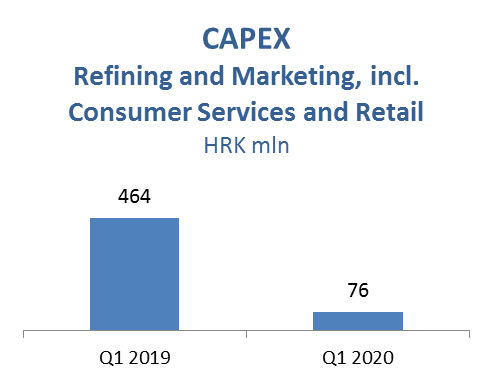 CAPEX
Refining and Marketing, incl.
Consumer Services and Retail
HRK mln
464
76
Q1 2019
Q1 2020